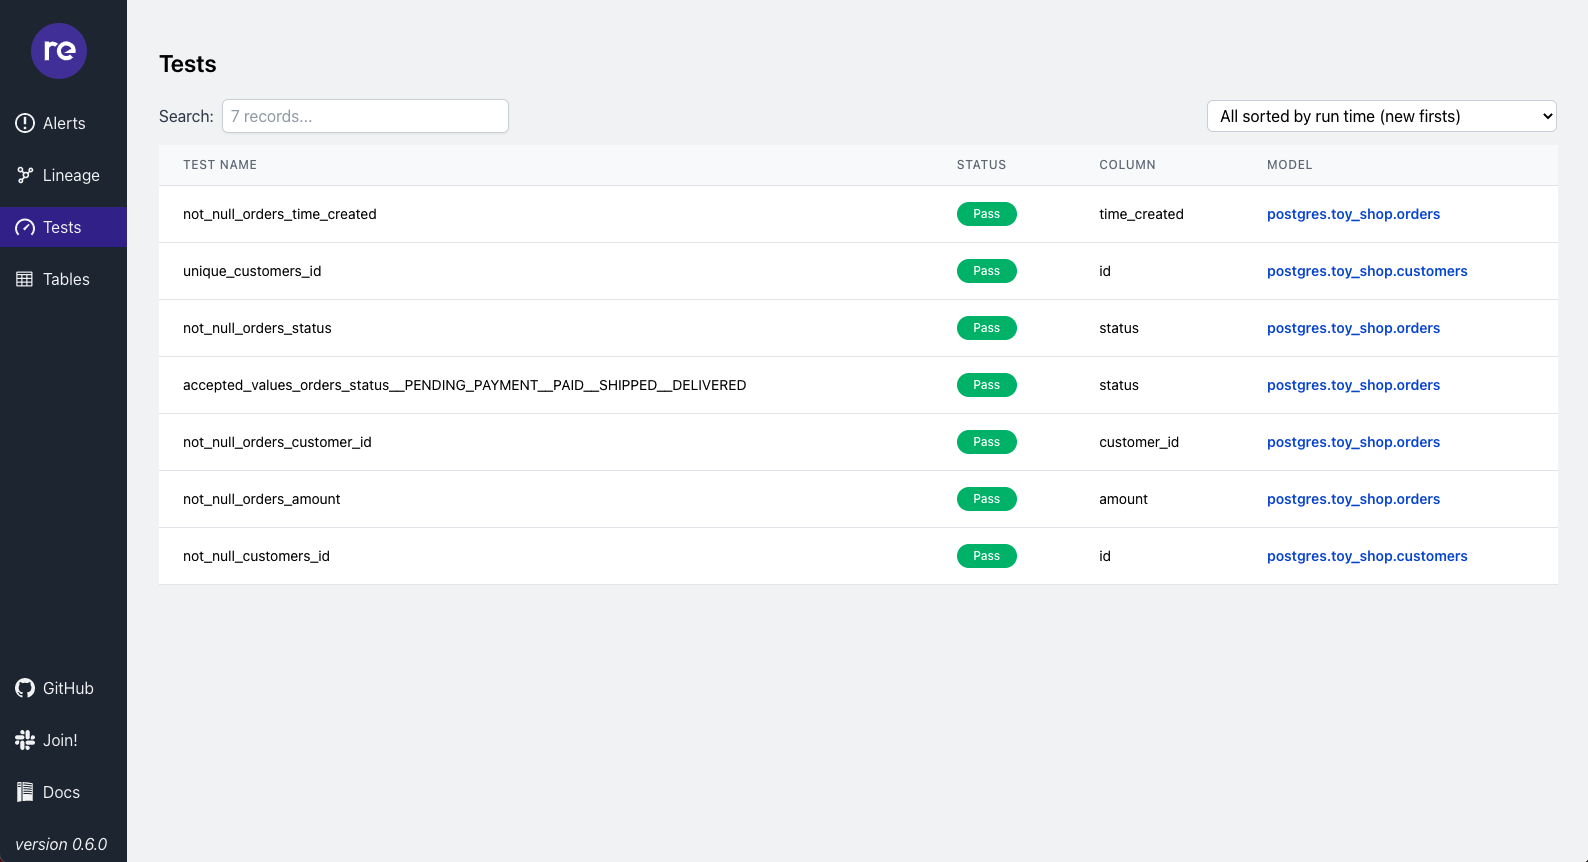 re
Alerts
Lineage
Tests
Tables
GitHub
Join!
Docs
version 0.6.0
Tests
Search: 7 records... All sorted by run time (new firsts)
TEST NAME STATUS COLUMN MODEL
not_null_orders_time_created Pass time_created postgres.toy_shop.orders
unique_customers_id Pass id postgres.toy_shop.customers
not_null_orders_status Pass status postgres.toy_shop.orders
accepted_values_orders_status__PENDING_PAYMENT__PAID__SHIPPED__DELIVERED Pass status postgres.toy_shop.orders
not_null_orders_customer_id Pass customer_id postgres.toy_shop.orders
not_null_orders_amount Pass amount postgres.toy_shop.orders
not_null_customers_id Pass id postgres.toy_shop.customers